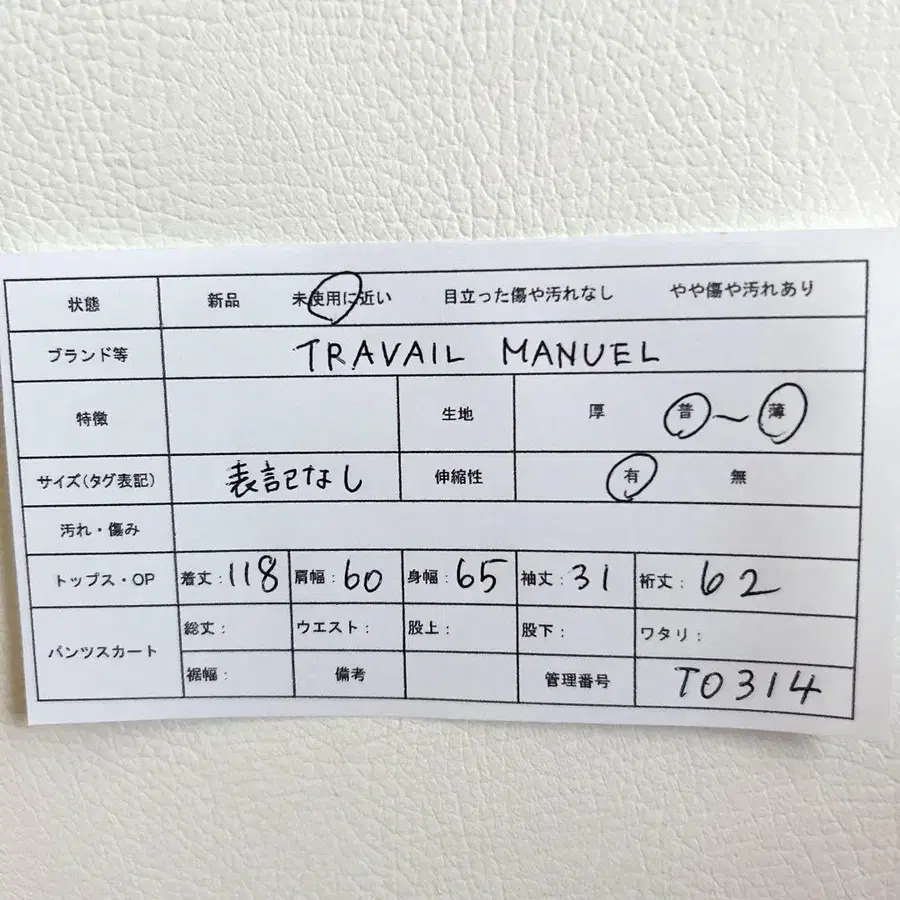 状態 新品 未使用に近い 目立った傷や汚れなし やや傷や汚れあり
ブランド等 TRAVAIL MANUEL
特徴 生地 厚 普～薄
サイズ(タグ表記) 表記なし 伸縮性 有 無
汚れ・傷み
トップス・OP 着丈:118 肩幅:60 身幅:65 袖丈:31 裄丈:62
パンツスカート 総丈: ウエスト: 股上: 股下: ワタリ:
裾幅: 備考 管理番号 T0314